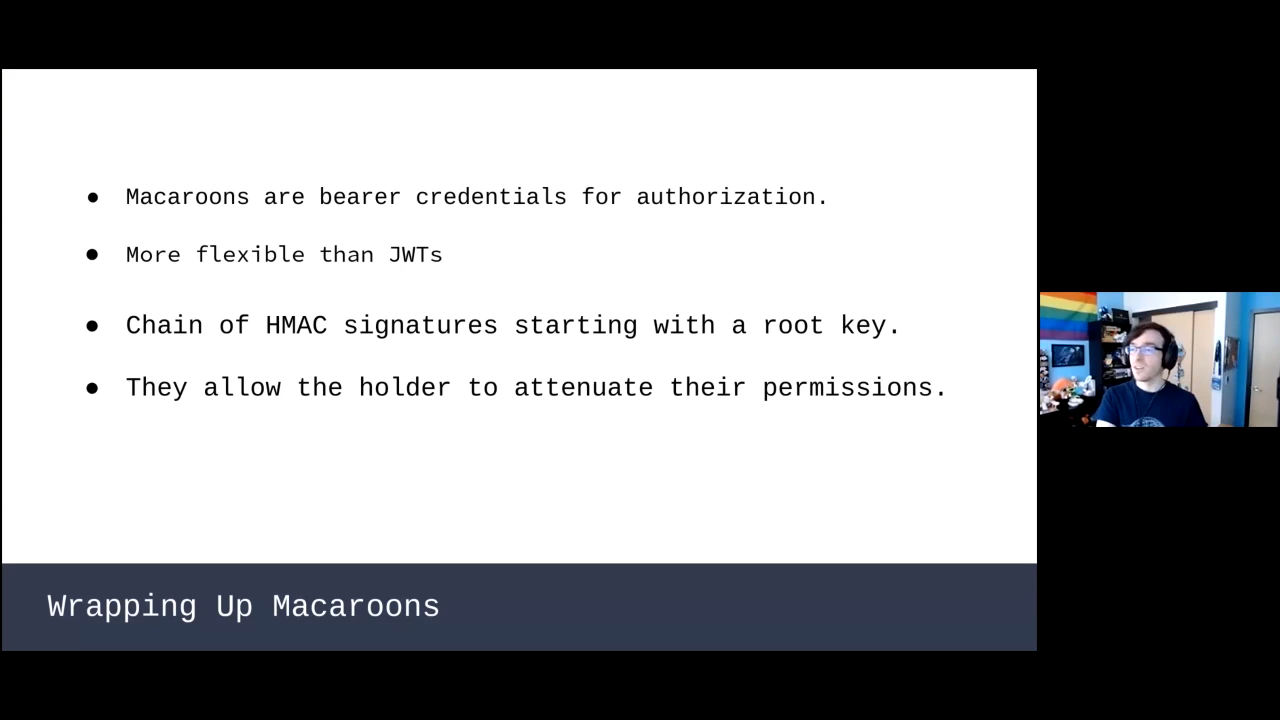 ● Macaroons are bearer credentials for authorization.
● More flexible than JWTs
● Chain of HMAC signatures starting with a root key.
● They allow the holder to attenuate their permissions.
Wrapping Up Macaroons